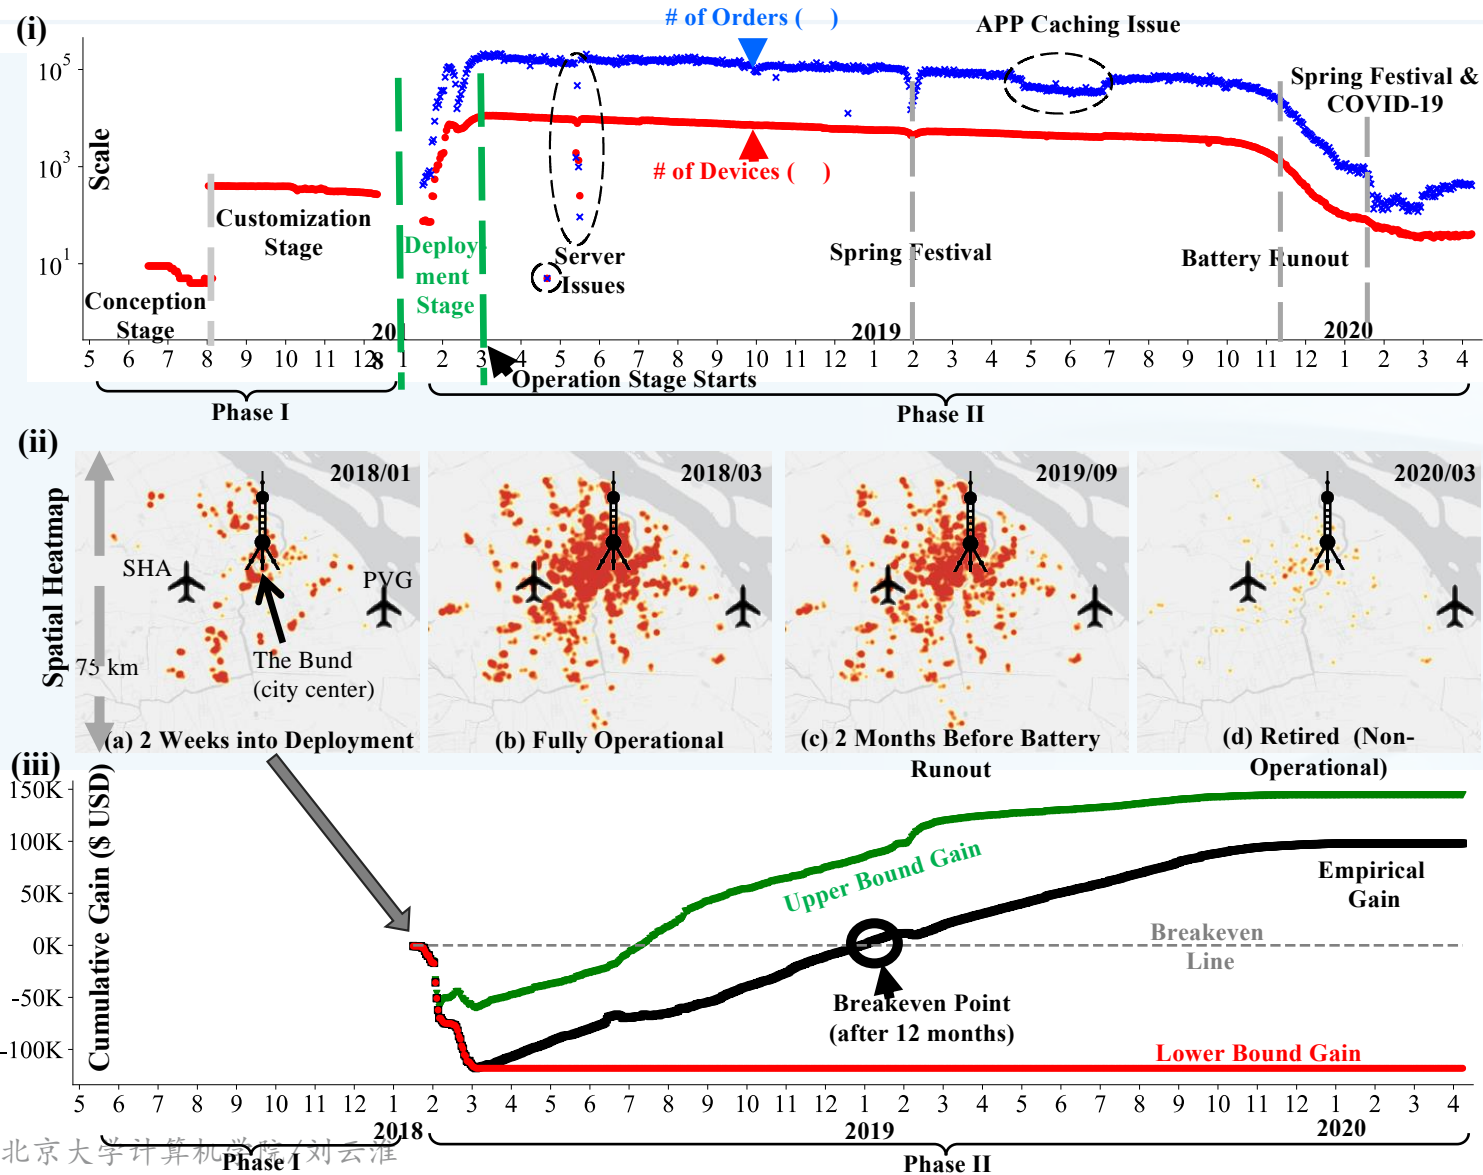 (i)
# of Orders ( )
APP Caching Issue
Spring Festival &
COVID-19
Scale
10^5
10^3
10^1
# of Devices ( )
Customization
Stage
Conception
Stage
Deploy-
ment
Stage
Server
Issues
Spring Festival
Battery Runout
2018
2019
2020
5 6 7 8 9 10 11 12 1 2 3 4 5 6 7 8 9 10 11 12 1 2 3 4 5 6 7 8 9 10 11 12 1 2 3 4
Operation Stage Starts
Phase I
Phase II
(ii)
Spatial Heatmap
75 km
2018/01
SHA
PVG
The Bund
(city center)
(a) 2 Weeks into Deployment
2018/03
(b) Fully Operational
2019/09
(c) 2 Months Before Battery
Runout
2020/03
(d) Retired (Non-
Operational)
(iii)
Cumulative Gain ($ USD)
150K
100K
50K
0K
-50K
-100K
Upper Bound Gain
Empirical
Gain
Breakeven
Line
Breakeven Point
(after 12 months)
Lower Bound Gain
5 6 7 8 9 10 11 12 1 2 3 4 5 6 7 8 9 10 11 12 1 2 3 4 5 6 7 8 9 10 11 12 1 2 3 4
2018
2019
2020
Phase I
Phase II
北京大学计算机学院/刘云淮